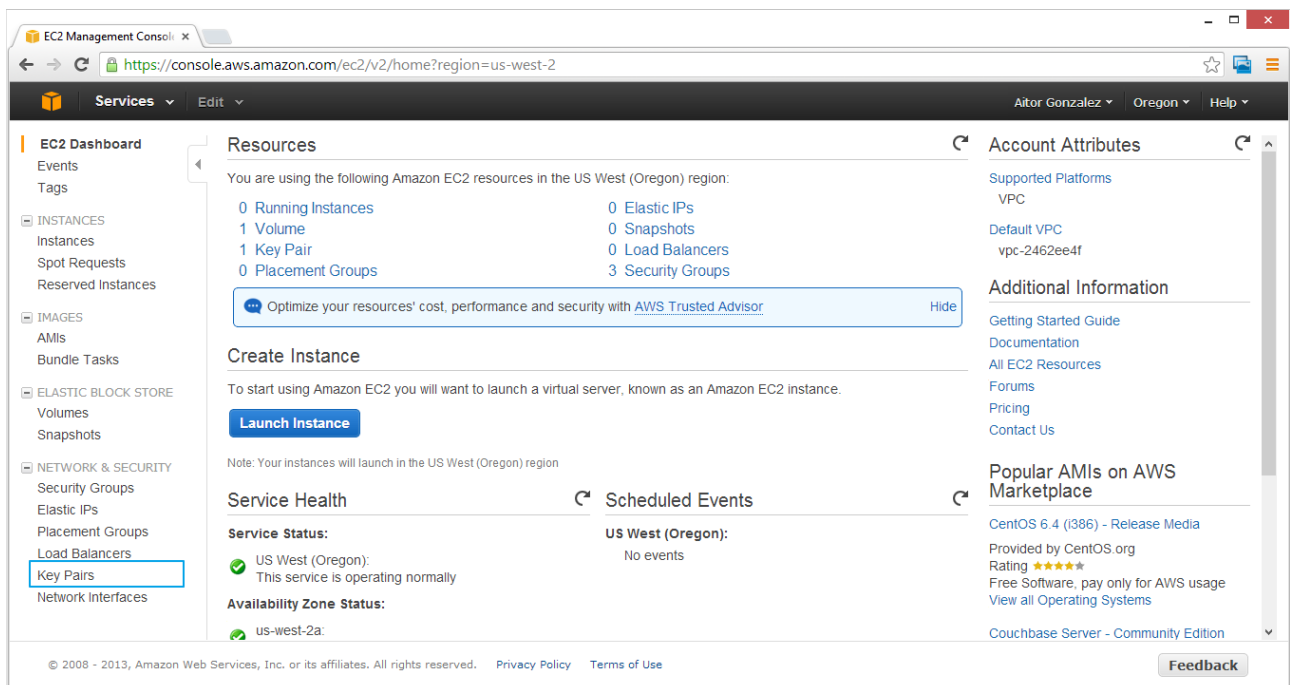 EC2 Management Consol
https://console.aws.amazon.com/ec2/v2/home?region=us-west-2
Services
Edit
Aitor Gonzalez
Oregon
Help
EC2 Dashboard
Events
Tags
INSTANCES
Instances
Spot Requests
Reserved Instances
IMAGES
AMIs
Bundle Tasks
ELASTIC BLOCK STORE
Volumes
Snapshots
NETWORK & SECURITY
Security Groups
Elastic IPs
Placement Groups
Load Balancers
Key Pairs
Network Interfaces
Resources
You are using the following Amazon EC2 resources in the US West (Oregon) region:
0 Running Instances
1 Volume
1 Key Pair
0 Placement Groups
0 Elastic IPs
0 Snapshots
0 Load Balancers
3 Security Groups
Optimize your resources' cost, performance and security with AWS Trusted Advisor
Hide
Create Instance
To start using Amazon EC2 you will want to launch a virtual server, known as an Amazon EC2 instance.
Launch Instance
Note: Your instances will launch in the US West (Oregon) region
Service Health
Service Status:
US West (Oregon):
This service is operating normally
Availability Zone Status:
us-west-2a:
Scheduled Events
US West (Oregon):
No events
Account Attributes
Supported Platforms
VPC
Default VPC
vpc-2462ee4f
Additional Information
Getting Started Guide
Documentation
All EC2 Resources
Forums
Pricing
Contact Us
Popular AMIs on AWS
Marketplace
CentOS 6.4 (i386) - Release Media
Provided by CentOS.org
Rating
Free Software, pay only for AWS usage
View all Operating Systems
Couchbase Server - Community Edition
© 2008 - 2013, Amazon Web Services, Inc. or its affiliates. All rights reserved.
Privacy Policy
Terms of Use
Feedback